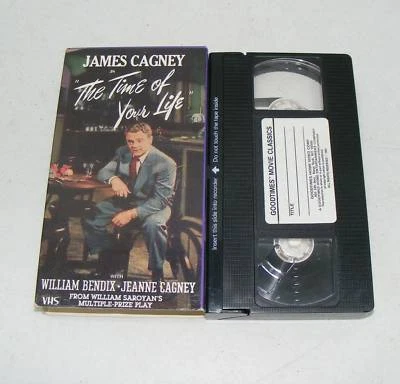 JAMES CAGNEY
in
"The Time of
Your Life"
WITH
WILLIAM BENDIX • JEANNE CAGNEY
FROM WILLIAM SAROYAN'S
MULTIPLE-PRIZE PLAY
VHS
Insert this side into recorder
Do not touch the tape inside
GOODTIMES™ MOVIE CLASSICS
TITLE